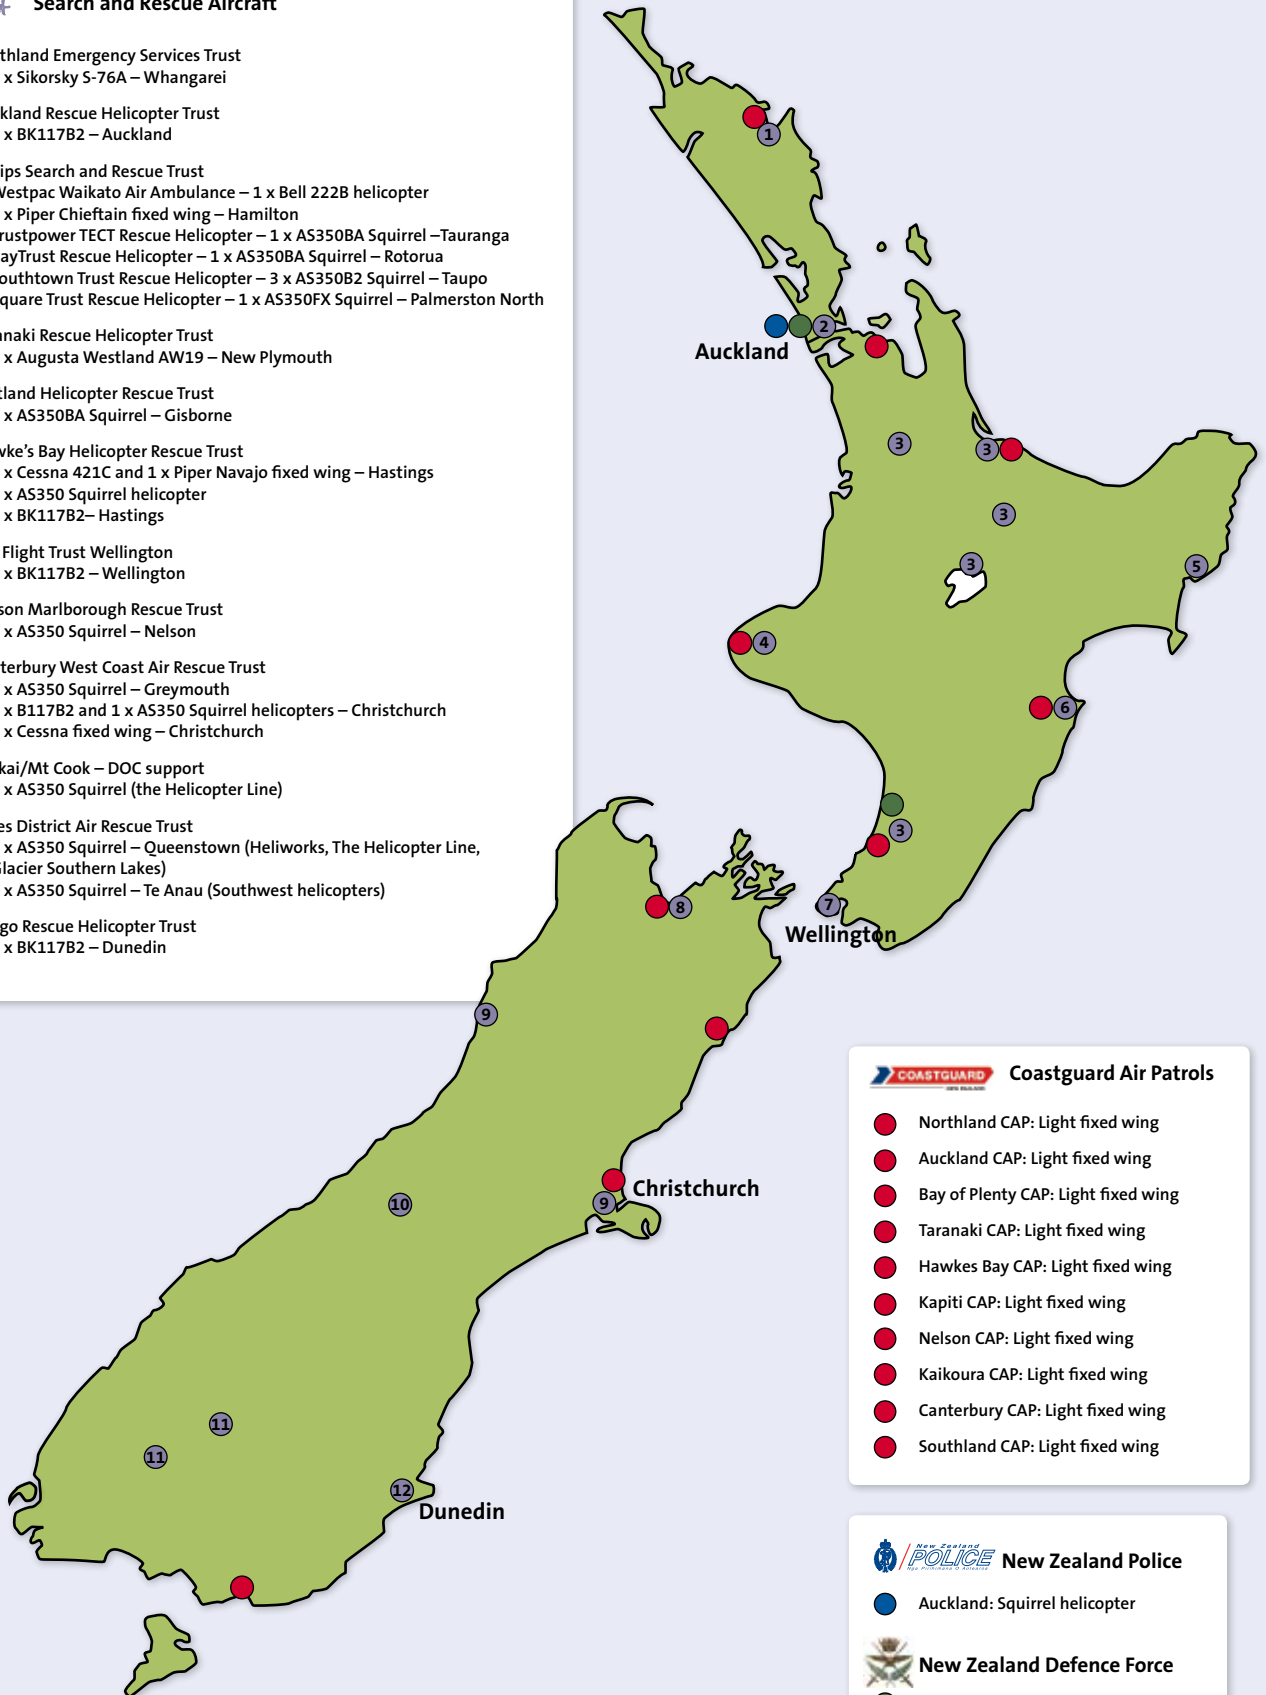 Search and Rescue Aircraft
thland Emergency Services Trust
x Sikorsky S-76A – Whangarei
kland Rescue Helicopter Trust
x BK117B2 – Auckland
ips Search and Rescue Trust
Westpac Waikato Air Ambulance – 1 x Bell 222B helicopter
x Piper Chieftain fixed wing – Hamilton
rustpower TECT Rescue Helicopter – 1 x AS350BA Squirrel –Tauranga
ayTrust Rescue Helicopter – 1 x AS350BA Squirrel – Rotorua
outhtown Trust Rescue Helicopter – 3 x AS350B2 Squirrel – Taupo
quare Trust Rescue Helicopter – 1 x AS350FX Squirrel – Palmerston North
anaki Rescue Helicopter Trust
x Augusta Westland AW19 – New Plymouth
tland Helicopter Rescue Trust
x AS350BA Squirrel – Gisborne
wke's Bay Helicopter Rescue Trust
x Cessna 421C and 1 x Piper Navajo fixed wing – Hastings
x AS350 Squirrel helicopter
x BK117B2– Hastings
Flight Trust Wellington
x BK117B2 – Wellington
son Marlborough Rescue Trust
x AS350 Squirrel – Nelson
terbury West Coast Air Rescue Trust
x AS350 Squirrel – Greymouth
x B117B2 and 1 x AS350 Squirrel helicopters – Christchurch
x Cessna fixed wing – Christchurch
kai/Mt Cook – DOC support
x AS350 Squirrel (the Helicopter Line)
es District Air Rescue Trust
x AS350 Squirrel – Queenstown (Heliworks, The Helicopter Line,
Glacier Southern Lakes)
x AS350 Squirrel – Te Anau (Southwest helicopters)
go Rescue Helicopter Trust
x BK117B2 – Dunedin
1
2
Auckland
3
3
3
3
5
4
6
3
8
7
Wellington
9
10
9
Christchurch
11
11
12
Dunedin
COASTGUARD
Coastguard Air Patrols
Northland CAP: Light fixed wing
Auckland CAP: Light fixed wing
Bay of Plenty CAP: Light fixed wing
Taranaki CAP: Light fixed wing
Hawkes Bay CAP: Light fixed wing
Kapiti CAP: Light fixed wing
Nelson CAP: Light fixed wing
Kaikoura CAP: Light fixed wing
Canterbury CAP: Light fixed wing
Southland CAP: Light fixed wing
New Zealand
POLICE
Nga Pirihimana O Aotearoa
New Zealand Police
Auckland: Squirrel helicopter
New Zealand Defence Force